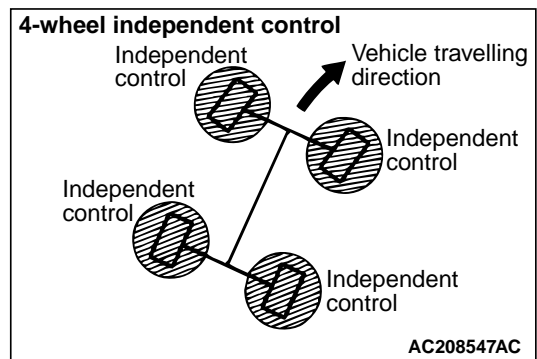 4-wheel independent control
Independent
control
Vehicle travelling
direction
Independent
control
Independent
control
Independent
control
AC208547AC